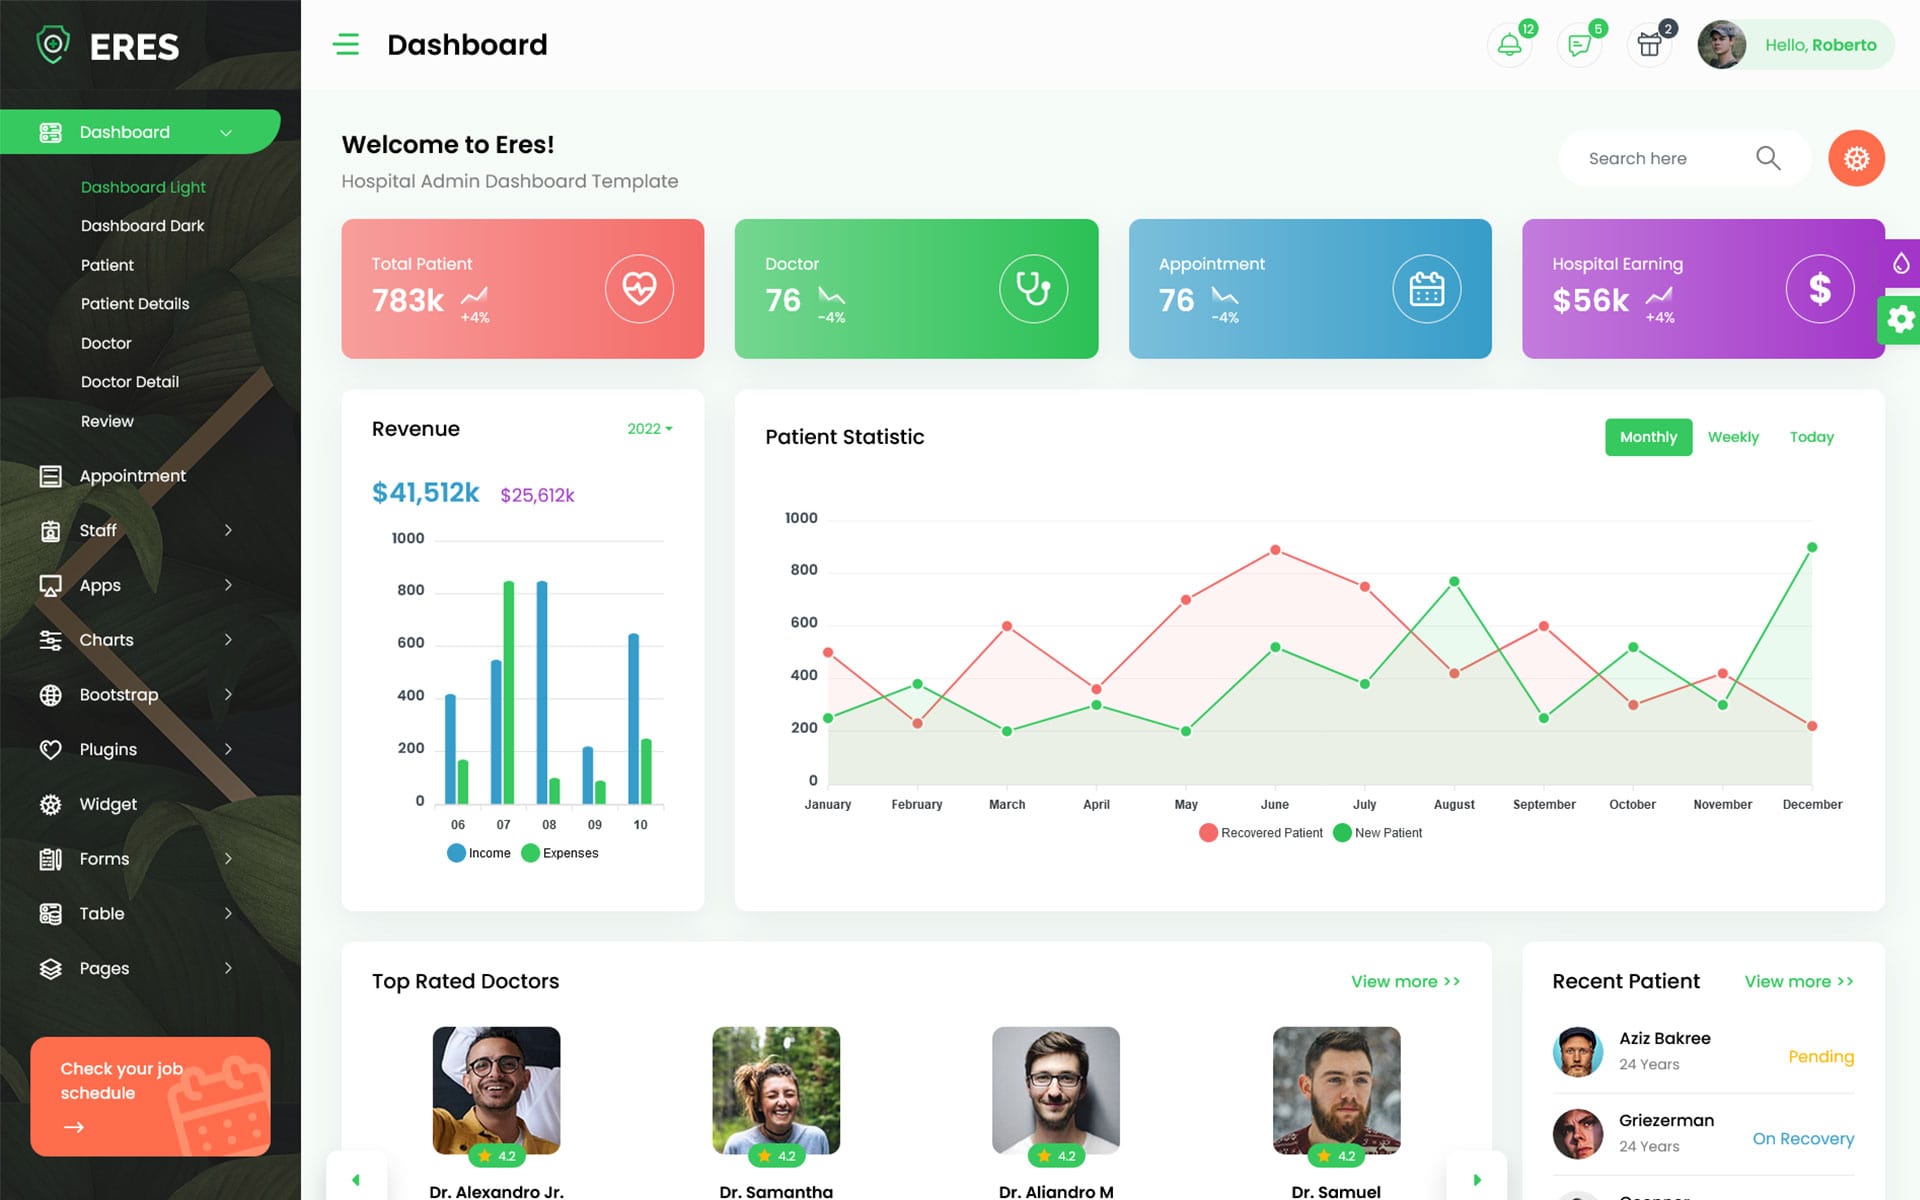 ERES
Dashboard
12
5
2
Hello, Roberto
Dashboard
Dashboard Light
Dashboard Dark
Patient
Patient Details
Doctor
Doctor Detail
Review
Appointment
Staff
Apps
Charts
Bootstrap
Plugins
Widget
Forms
Table
Pages
Check your job
schedule
Welcome to Eres!
Hospital Admin Dashboard Template
Search here
Total Patient
783k
+4%
Doctor
76
-4%
Appointment
76
-4%
Hospital Earning
$56k
+4%
Revenue
2022
$41,512k $25,612k
1000
800
600
400
200
0
06 07 08 09 10
Income Expenses
Patient Statistic
Monthly Weekly Today
1000
800
600
400
200
0
January February March April May June July August September October November December
Recovered Patient New Patient
Top Rated Doctors
View more >>
4.2
4.2
4.2
4.2
Dr. Alexandro Jr.
Dr. Samantha
Dr. Aliandro M
Dr. Samuel
Recent Patient
View more >>
Aziz Bakree
24 Years
Pending
Griezerman
24 Years
On Recovery